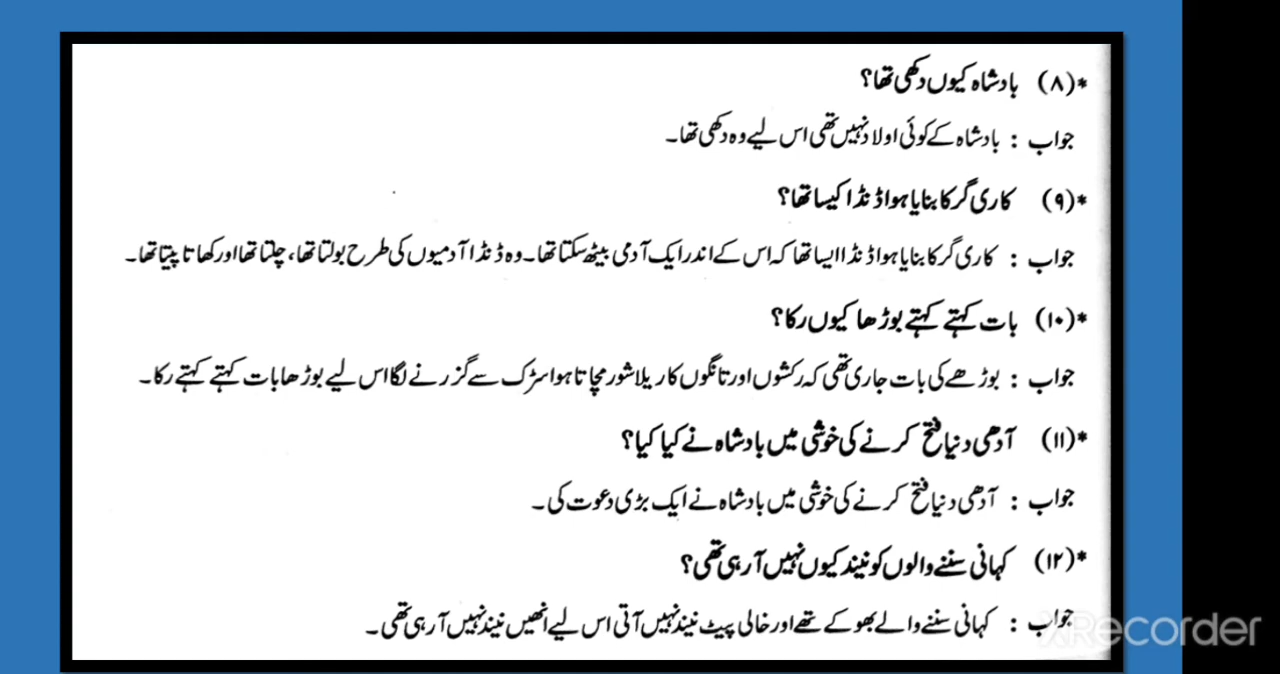 *(۸) بادشاہ کیوں دکھی تھا؟
جواب : بادشاہ کے کوئی اولاد نہیں تھی اس لیے وہ دکھی تھا۔
*(۹) کاری گر کا بنایا ہوا ڈنڈا کیسا تھا؟
جواب : کاری گر کا بنایا ہوا ڈنڈا ایسا تھا کہ اس کے اندر ایک آدمی بیٹھ سکتا تھا۔ وہ ڈنڈا آدمیوں کی طرح بولتا تھا، چلتا تھا اور کھاتا پیتا تھا۔
*(۱۰) بات کہتے کہتے بوڑھا کیوں رکا؟
جواب : بوڑھے کی بات جاری تھی کہ رکشوں اور تانگوں کا ریلا شور مچاتا ہوا سڑک سے گزرنے لگا اس لیے بوڑھا بات کہتے کہتے رکا۔
*(۱۱) آدھی دنیا فتح کرنے کی خوشی میں بادشاہ نے کیا کیا؟
جواب : آدھی دنیا فتح کرنے کی خوشی میں بادشاہ نے ایک بڑی دعوت کی۔
*(۱۲) کہانی سننے والوں کو نیند کیوں نہیں آ رہی تھی؟
جواب : کہانی سننے والے بھوکے تھے اور خالی پیٹ نیند نہیں آتی اس لیے انھیں نیند نہیں آ رہی تھی۔
XRecorder